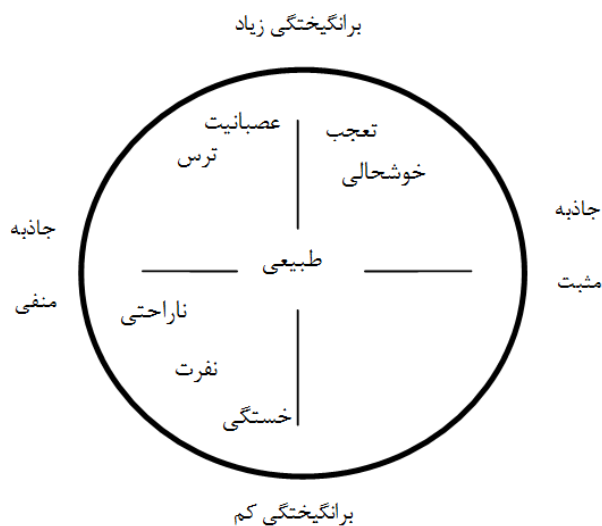 برانگیختگی زیاد
تعجب
عصبانیت
خوشحالی
ترس
جاذبه
مثبت
جاذبه
منفی
طبیعی
ناراحتی
نفرت
خستگی
برانگیختگی کم